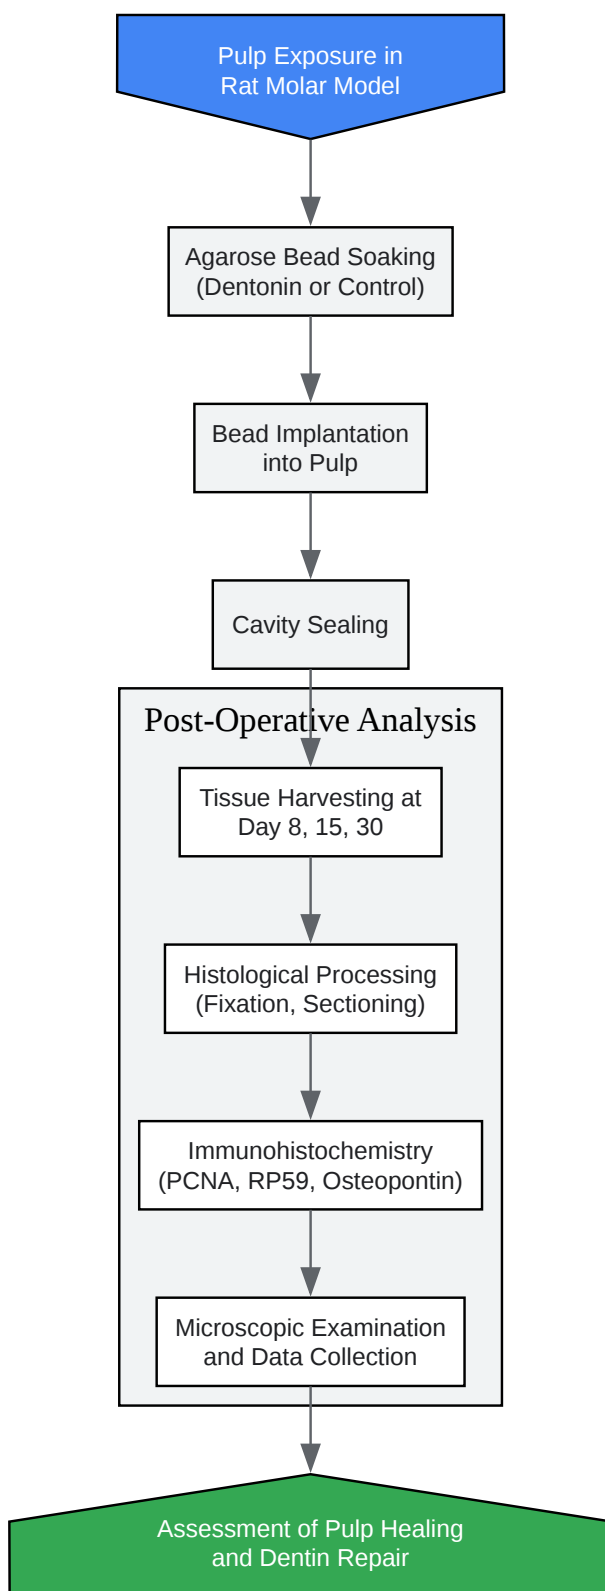 Pulp Exposure in
Rat Molar Model
Agarose Bead Soaking
(Dentonin or Control)
Bead Implantation
into Pulp
Cavity Sealing
Post-Operative Analysis
Tissue Harvesting at
Day 8, 15, 30
Histological Processing
(Fixation, Sectioning)
Immunohistochemistry
(PCNA, RP59, Osteopontin)
Microscopic Examination
and Data Collection
Assessment of Pulp Healing
and Dentin Repair